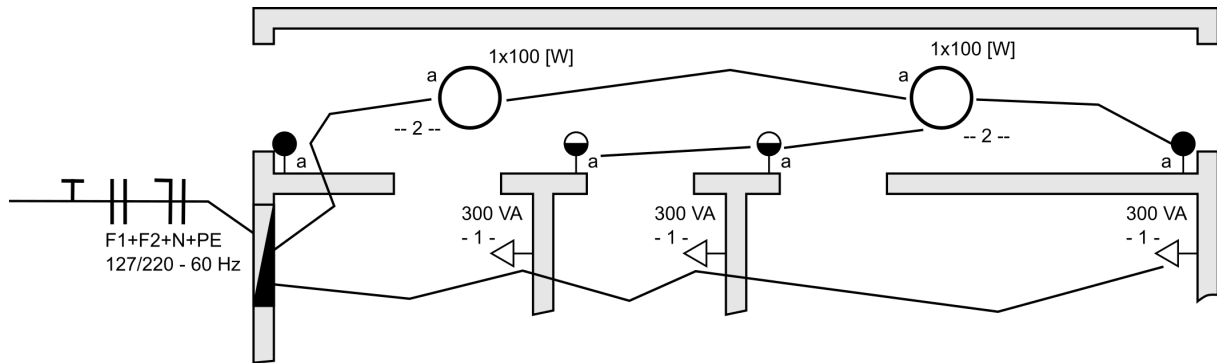 1x100 [W]
a
-- 2 --
1x100 [W]
a
-- 2 --
a
a
a
a
F1+F2+N+PE
127/220 - 60 Hz
300 VA
- 1 -
300 VA
- 1 -
300 VA
- 1 -